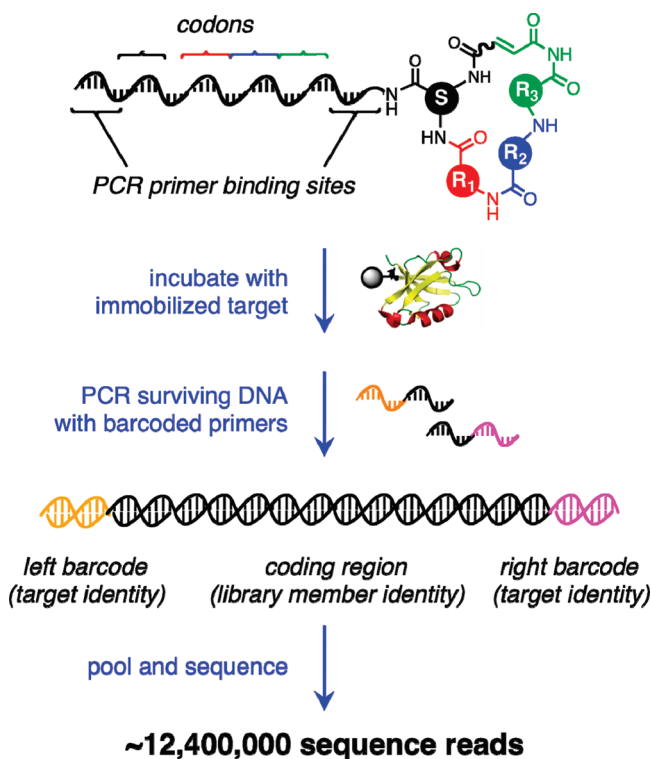 codons
O
O
O
NH
NH
O
N
H
S
R3
O
HN
O
NH
R2
R1
N
H
O
PCR primer binding sites
incubate with
immobilized target
PCR surviving DNA
with barcoded primers
left barcode
(target identity)
coding region
(library member identity)
right barcode
(target identity)
pool and sequence
~12,400,000 sequence reads